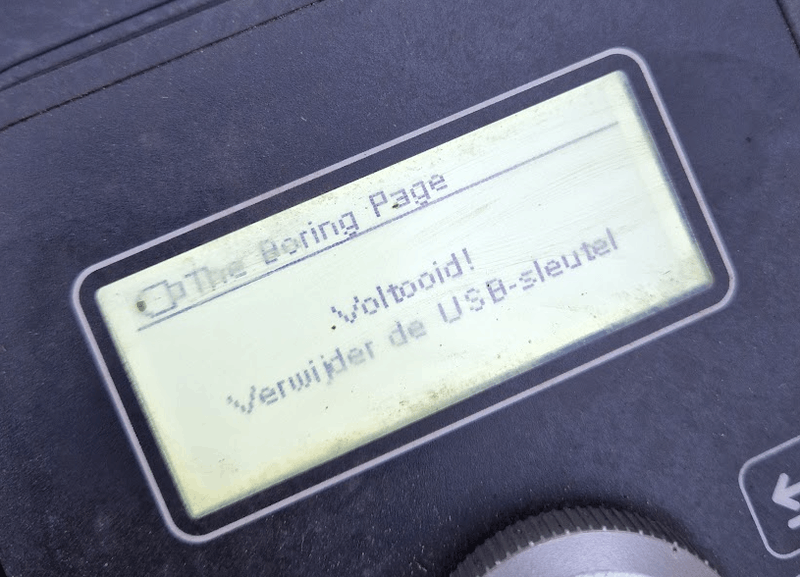 The Boring Page
Voltooid!
Verwijder de USB-sleutel